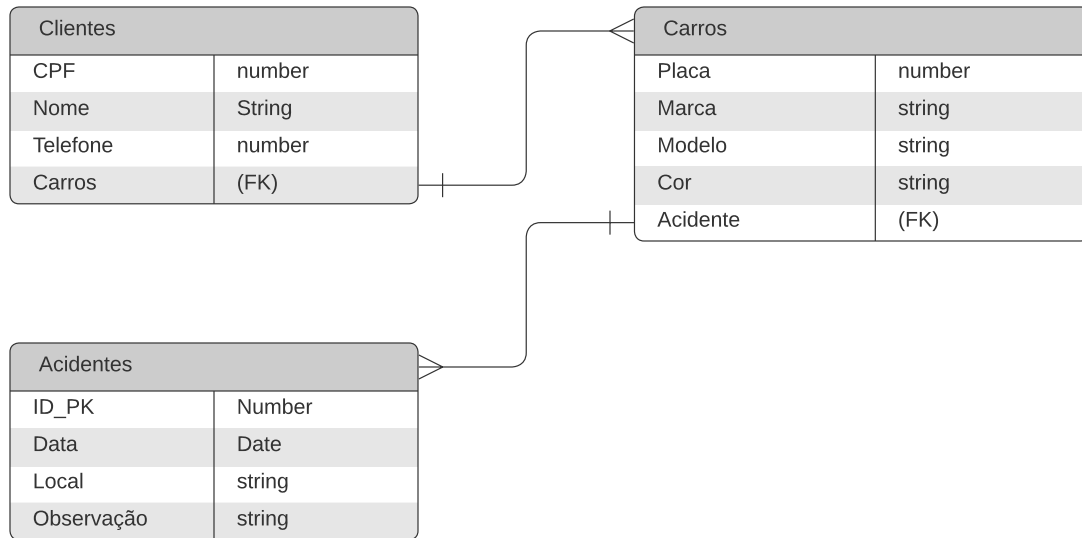 Clientes
CPF number
Nome String
Telefone number
Carros (FK)
Carros
Placa number
Marca string
Modelo string
Cor string
Acidente (FK)
Acidentes
ID_PK Number
Data Date
Local string
Observação string